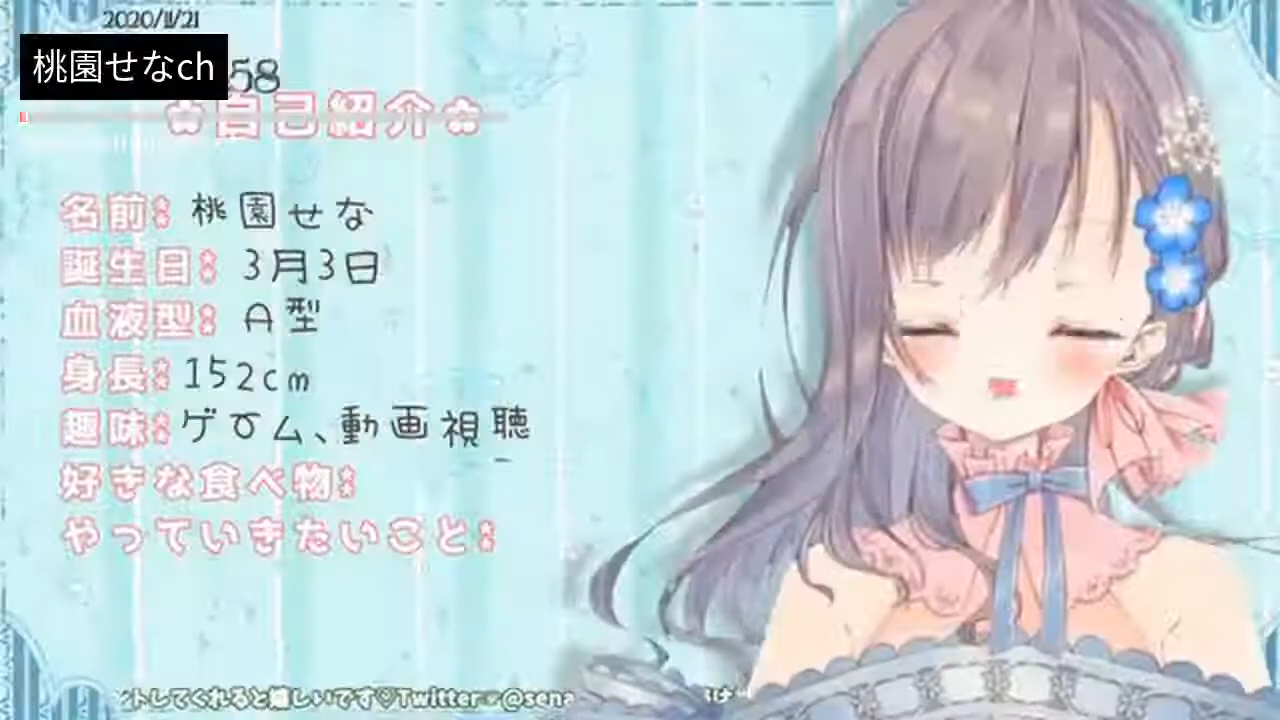 2020/11/21
桃園せなch
58
✿自己紹介✿
名前: 桃園せな
誕生日: 3月3日
血液型: A型
身長: 152cm
趣味: ゲーム、動画視聴
好きな食べ物:
やっていきたいこと:
ントしてくれると嬉しいです♡Twitter☞@sena